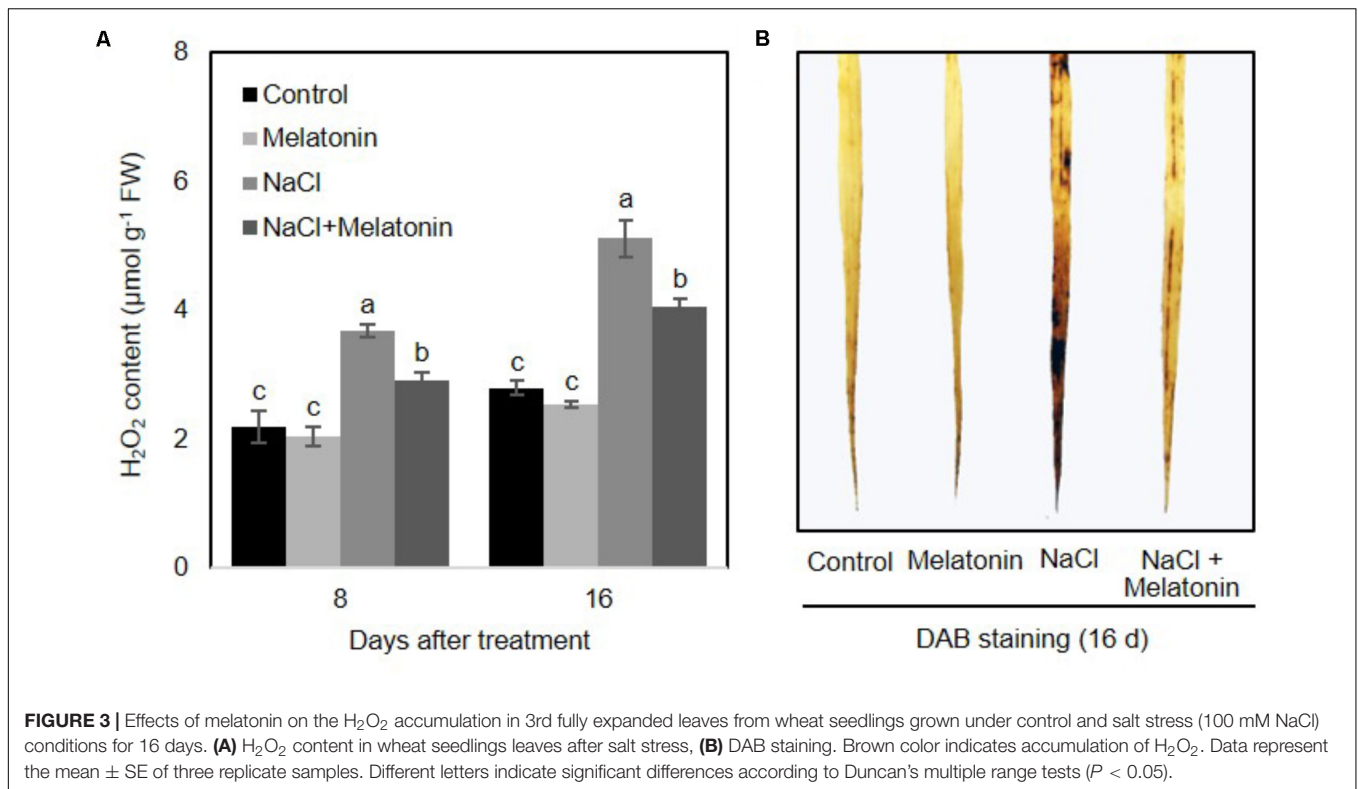 A
B
8
6
4
2
0
H₂O₂ content (μmol g⁻¹ FW)
Control
Melatonin
NaCl
NaCl+Melatonin
c
c
a
b
c
c
a
b
8
16
Days after treatment
Control
Melatonin
NaCl
NaCl +
Melatonin
DAB staining (16 d)
FIGURE 3 | Effects of melatonin on the H₂O₂ accumulation in 3rd fully expanded leaves from wheat seedlings grown under control and salt stress (100 mM NaCl)
conditions for 16 days. (A) H₂O₂ content in wheat seedlings leaves after salt stress, (B) DAB staining. Brown color indicates accumulation of H₂O₂. Data represent
the mean ± SE of three replicate samples. Different letters indicate significant differences according to Duncan's multiple range tests (P < 0.05).